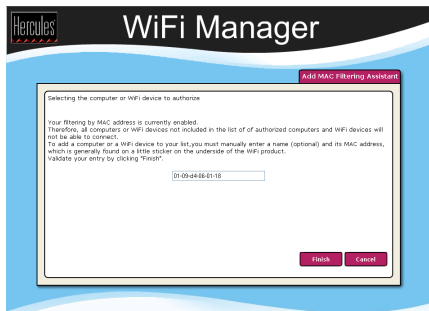 Hercules
WiFi Manager
Add MAC Filtering Assistant
Selecting the computer or WiFi device to authorize
Your filtering by MAC address is currently enabled.
Therefore, all computers or WiFi devices not included in the list of of authorized computers and WiFi devices will
not be able to connect.
To add a computer or a WiFi device to your list,you must manually enter a name (optional) and its MAC address,
which is generally found on a little sticker on the underside of the WiFi product.
Validate your entry by clicking "Finish".
01-09-d4-06-01-18
Finish Cancel